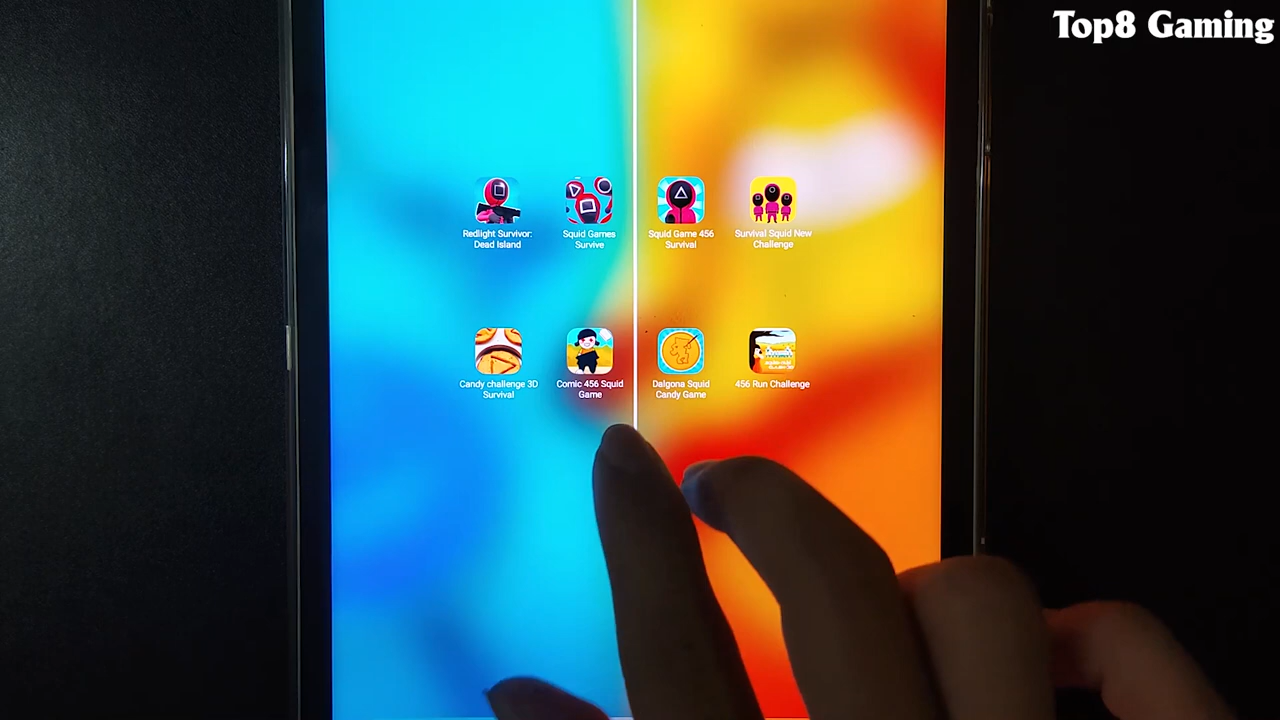 Top8 Gaming
Redlight Survivor:
Dead Island
Squid Games
Survive
Squid Game 456
Survival
Survival Squid New
Challenge
Candy challenge 3D
Survival
Comic 456 Squid
Game
Dalgona Squid
Candy Game
456 Run Challenge